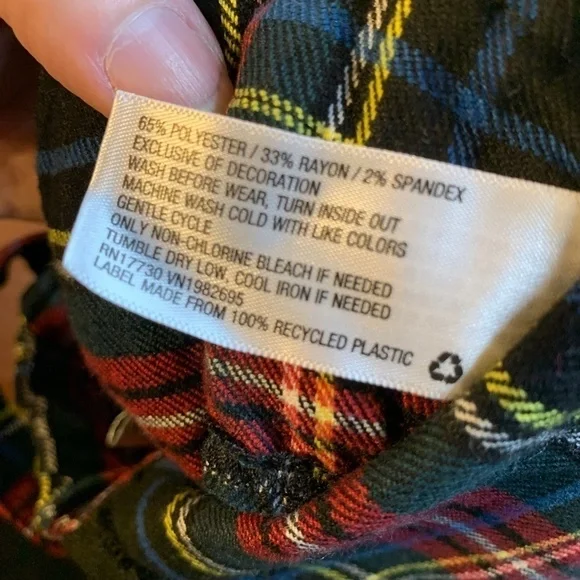 65% POLYESTER / 33% RAYON / 2% SPANDEX
EXCLUSIVE OF DECORATION
WASH BEFORE WEAR, TURN INSIDE OUT
MACHINE WASH COLD WITH LIKE COLORS
GENTLE CYCLE
ONLY NON-CHLORINE BLEACH IF NEEDED
TUMBLE DRY LOW, COOL IRON IF NEEDED
RN17730 VN1982695
LABEL MADE FROM 100% RECYCLED PLASTIC